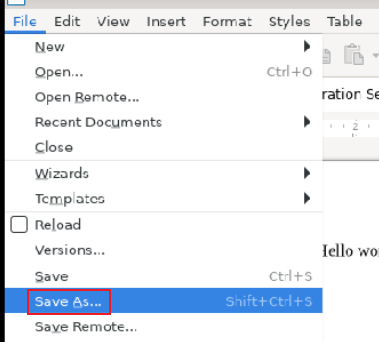 File Edit View Insert Format Styles Table
New
Open... Ctrl+O
Open Remote...
Recent Documents
Close
Wizards
Templates
Reload
Versions...
Save Ctrl+S
Save As... Shift+Ctrl+S
Save Remote...
ration Se
2
Hello wor